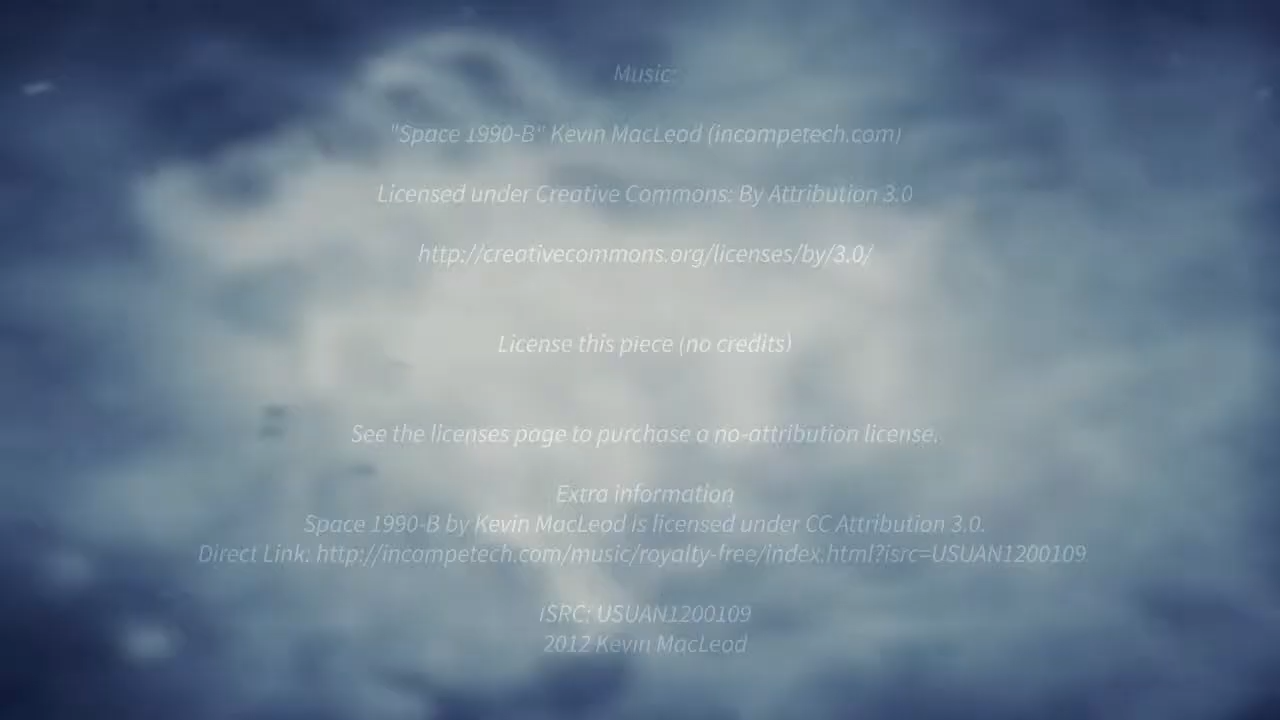 Music:
"Space 1990-B" Kevin MacLeod (incompetech.com)
Licensed under Creative Commons: By Attribution 3.0
http://creativecommons.org/licenses/by/3.0/
License this piece (no credits)
See the licenses page to purchase a no-attribution license.
Extra information
Space 1990-B by Kevin MacLeod is licensed under CC Attribution 3.0.
Direct Link: http://incompetech.com/music/royalty-free/index.html?isrc=USUAN1200109
ISRC: USUAN1200109
2012 Kevin MacLeod